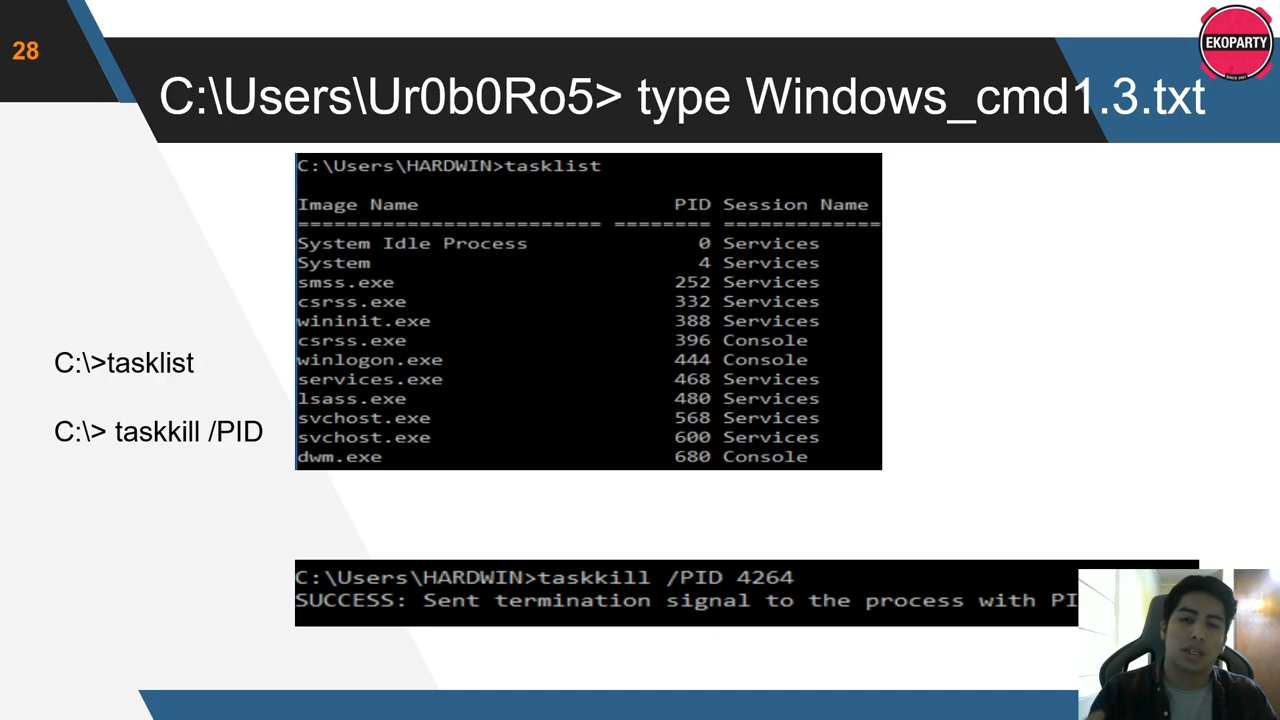 28
EKOPARTY
SINCE 2001
C:\Users\Ur0b0Ro5> type Windows_cmd1.3.txt
C:\Users\HARDWIN>tasklist
Image Name PID Session Name
========================= ======== =============
System Idle Process 0 Services
System 4 Services
smss.exe 252 Services
csrss.exe 332 Services
wininit.exe 388 Services
csrss.exe 396 Console
winlogon.exe 444 Console
services.exe 468 Services
lsass.exe 480 Services
svchost.exe 568 Services
svchost.exe 600 Services
dwm.exe 680 Console
C:\>tasklist
C:\> taskkill /PID
C:\Users\HARDWIN>taskkill /PID 4264
SUCCESS: Sent termination signal to the process with PI